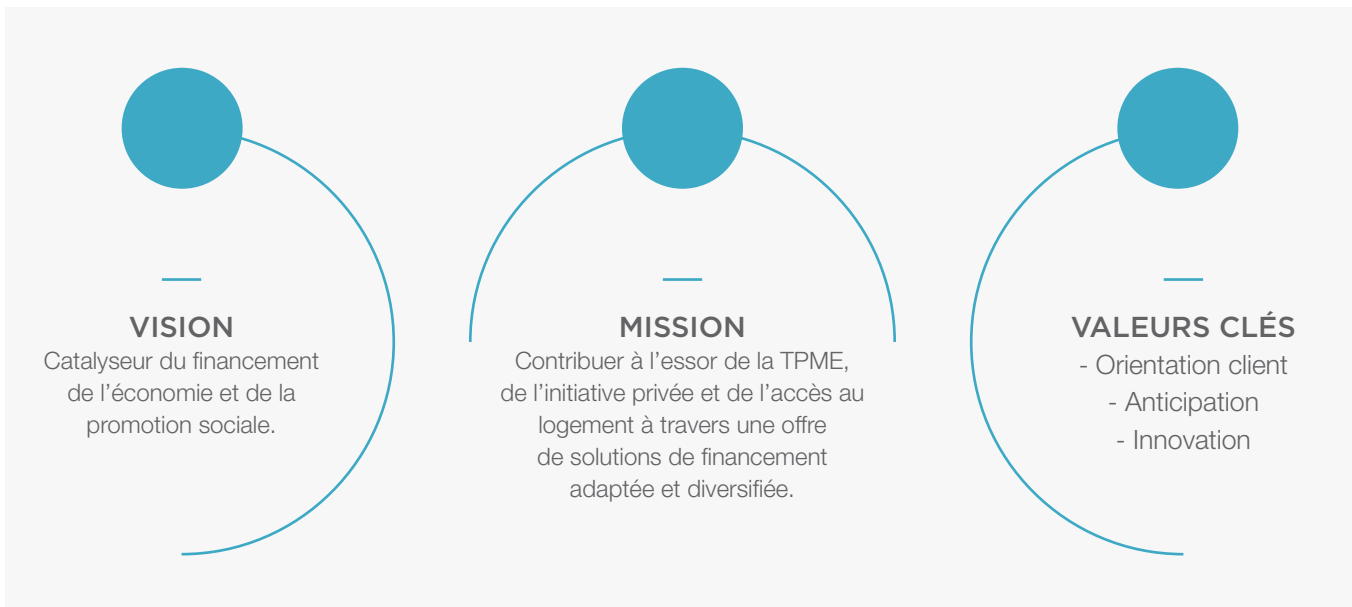 VISION
Catalyseur du financement
de l’économie et de la
promotion sociale.
MISSION
Contribuer à l’essor de la TPME,
de l’initiative privée et de l’accès au
logement à travers une offre
de solutions de financement
adaptée et diversifiée.
VALEURS CLÉS
- Orientation client
- Anticipation
- Innovation